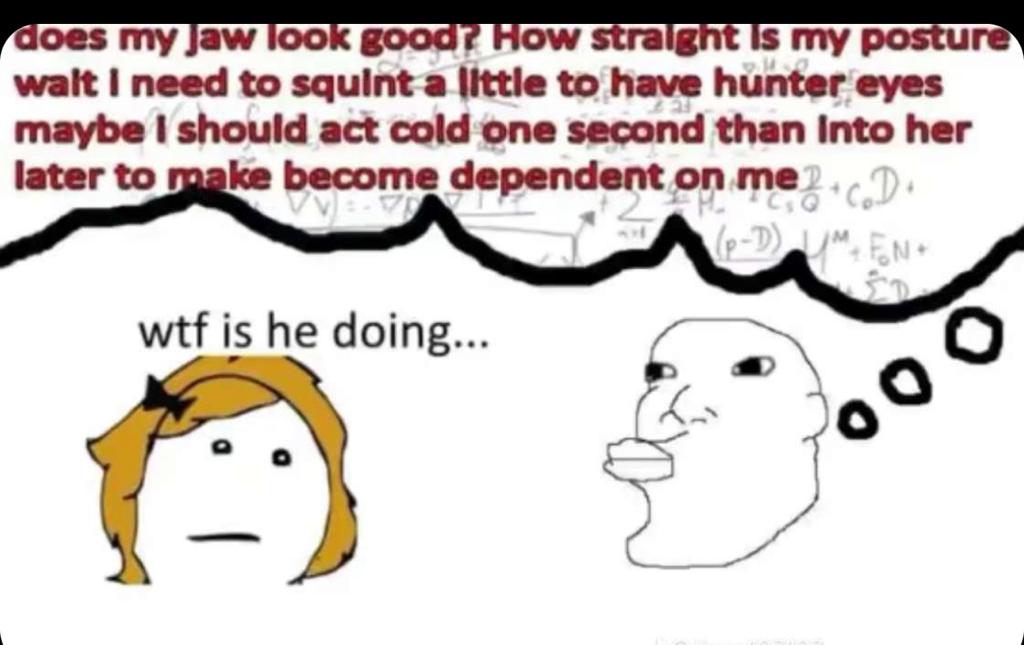 does my jaw look good? How straight is my posture
wait i need to squint a little to have hunter eyes
maybe i should act cold one second than into her
later to make become dependent on me
wtf is he doing...